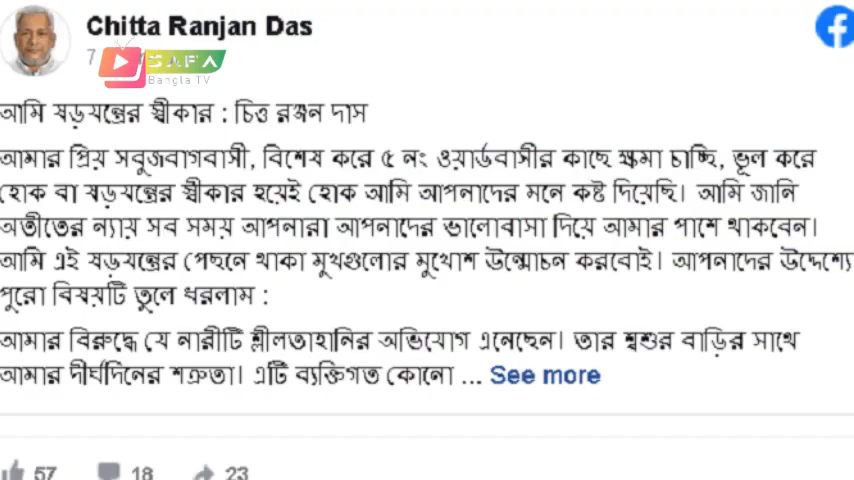 Chitta Ranjan Das
7
SAFA
Bangla TV
আমি ষড়যন্ত্রের স্বীকার : চিত্ত রঞ্জন দাস
আমার প্রিয় সবুজবাগবাসী, বিশেষ করে ৫ নং ওয়ার্ডবাসীর কাছে ক্ষমা চাচ্ছি, ভূল করে
হোক বা ষড়যন্ত্রের স্বীকার হয়েই হোক আমি আপনাদের মনে কষ্ট দিয়েছি। আমি জানি
অতীতের ন্যায় সব সময় আপনারা আপনাদের ভালোবাসা দিয়ে আমার পাশে থাকবেন।
আমি এই ষড়যন্ত্রের পেছনে থাকা মুখগুলোর মুখোশ উন্মোচন করবোই। আপনাদের উদ্দেশ্যে
পুরো বিষয়টি তুলে ধরলাম :
আমার বিরুদ্ধে যে নারীটি শ্লীলতাহানির অভিযোগ এনেছেন। তার শ্বশুর বাড়ির সাথে
আমার দীর্ঘদিনের শত্রুতা। এটি ব্যক্তিগত কোনো ... See more
57 18 23